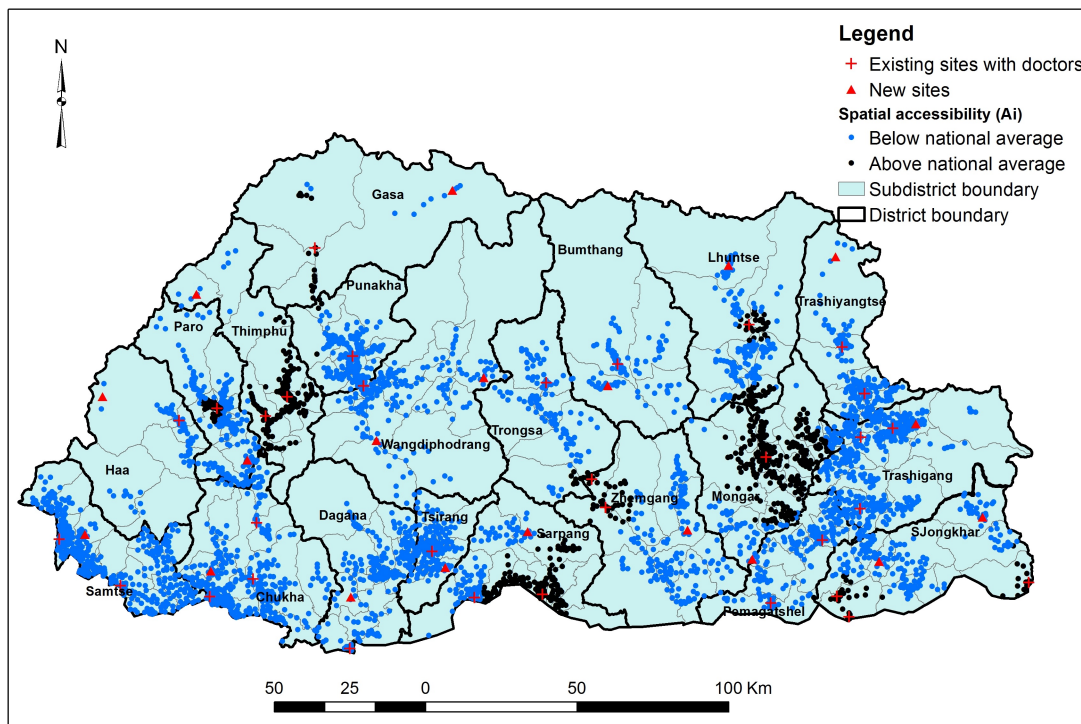 N
Legend
Existing sites with doctors
New sites
Spatial accessibility (Ai)
Below national average
Above national average
Subdistrict boundary
District boundary
Gasa
Bumthang
Lhuntse
Punakha
Trashiyangtse
Paro
Thimphu
Wangdiphodrang
Trongsa
Haa
Zhemgang
Mongar
Trashigang
Dagana
Tsirang
Sarpang
SJongkhar
Samtse
Chukha
Pemagatshel
50 25 0 50 100 Km